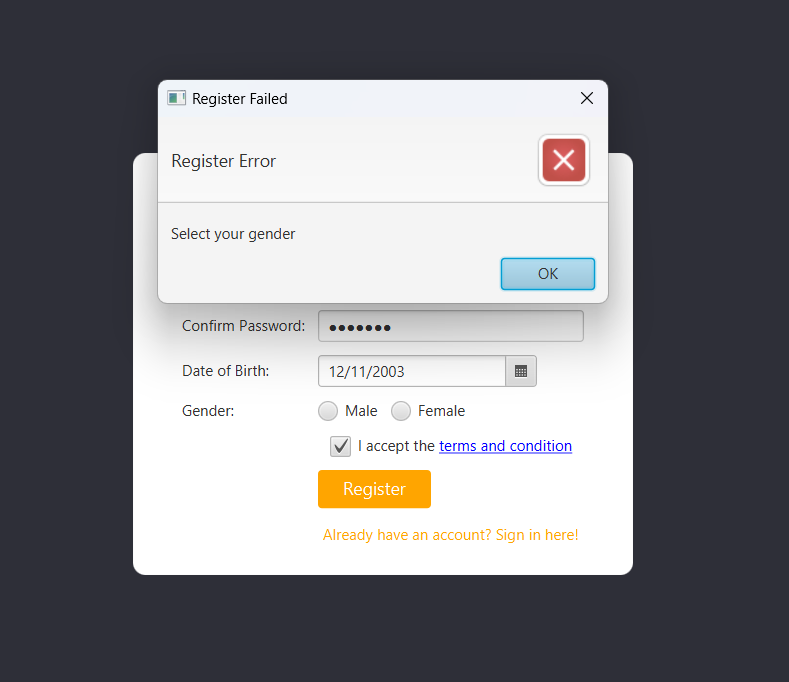 Register Failed
Register Error
Select your gender
OK
Confirm Password: ●●●●●●●
Date of Birth: 12/11/2003
Gender: Male Female
I accept the terms and condition
Register
Already have an account? Sign in here!